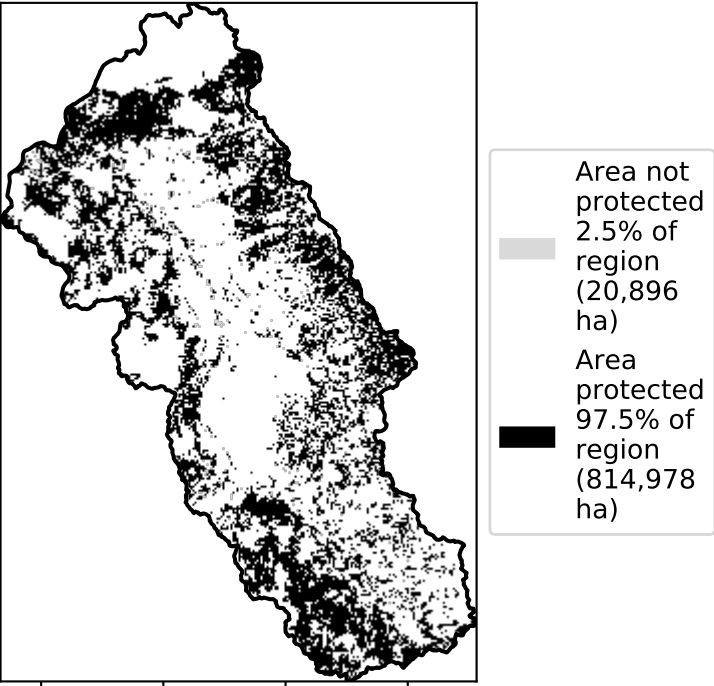 Area not
protected
2.5% of
region
(20,896
ha)
Area
protected
97.5% of
region
(814,978
ha)